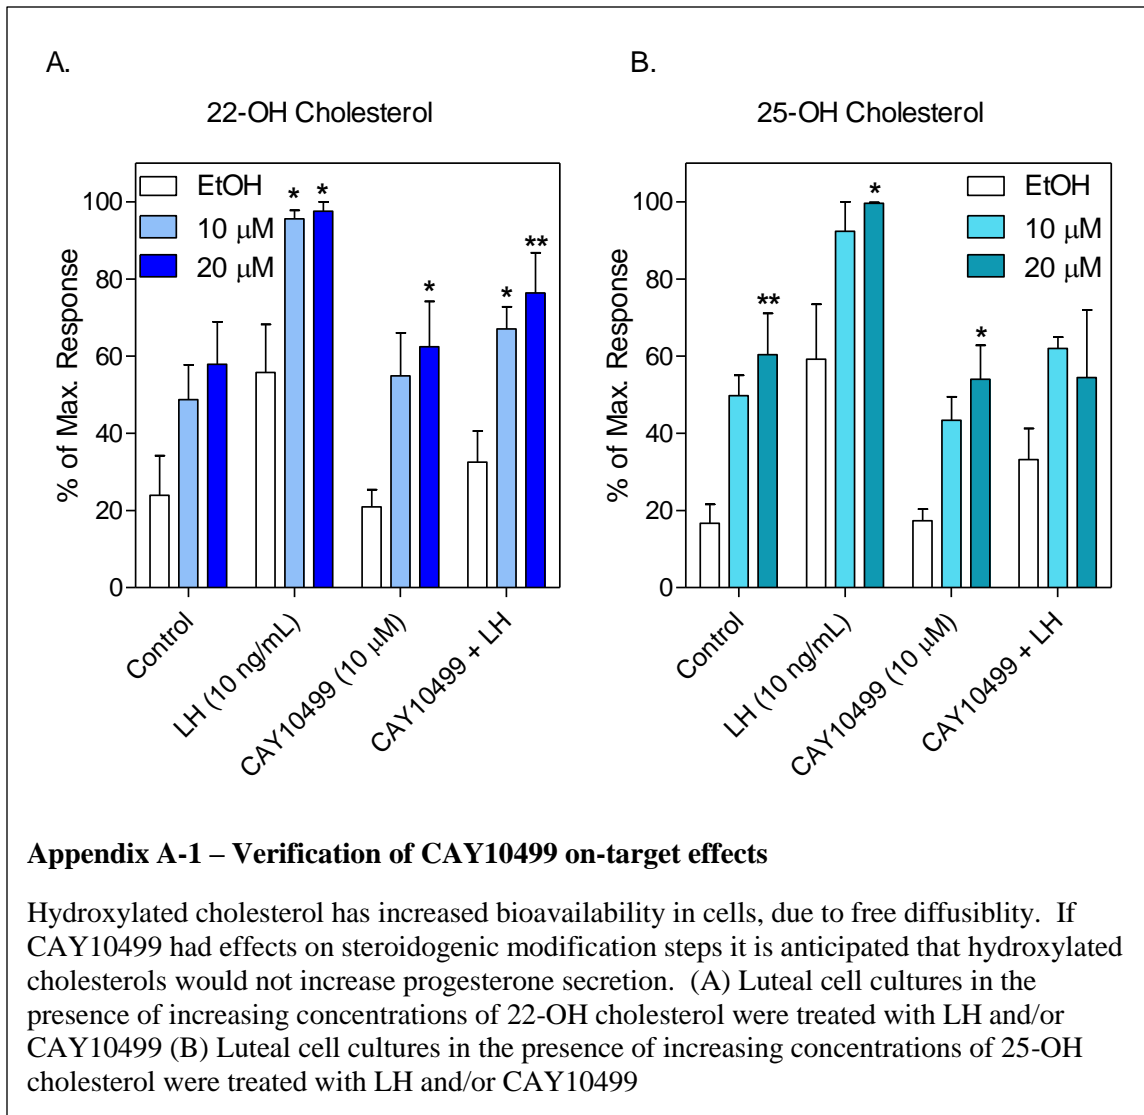 A.
22-OH Cholesterol
% of Max. Response
100
80
60
40
20
0
EtOH
10 μM
20 μM
* *
*
*
**
Control
LH (10 ng/mL)
CAY10499 (10 μM)
CAY10499 + LH
B.
25-OH Cholesterol
% of Max. Response
100
80
60
40
20
0
EtOH
10 μM
20 μM
**
*
*
Control
LH (10 ng/mL)
CAY10499 (10 μM)
CAY10499 + LH
Appendix A-1 – Verification of CAY10499 on-target effects
Hydroxylated cholesterol has increased bioavailability in cells, due to free diffusiblity.  If
CAY10499 had effects on steroidogenic modification steps it is anticipated that hydroxylated
cholesterols would not increase progesterone secretion.  (A) Luteal cell cultures in the
presence of increasing concentrations of 22-OH cholesterol were treated with LH and/or
CAY10499 (B) Luteal cell cultures in the presence of increasing concentrations of 25-OH
cholesterol were treated with LH and/or CAY10499